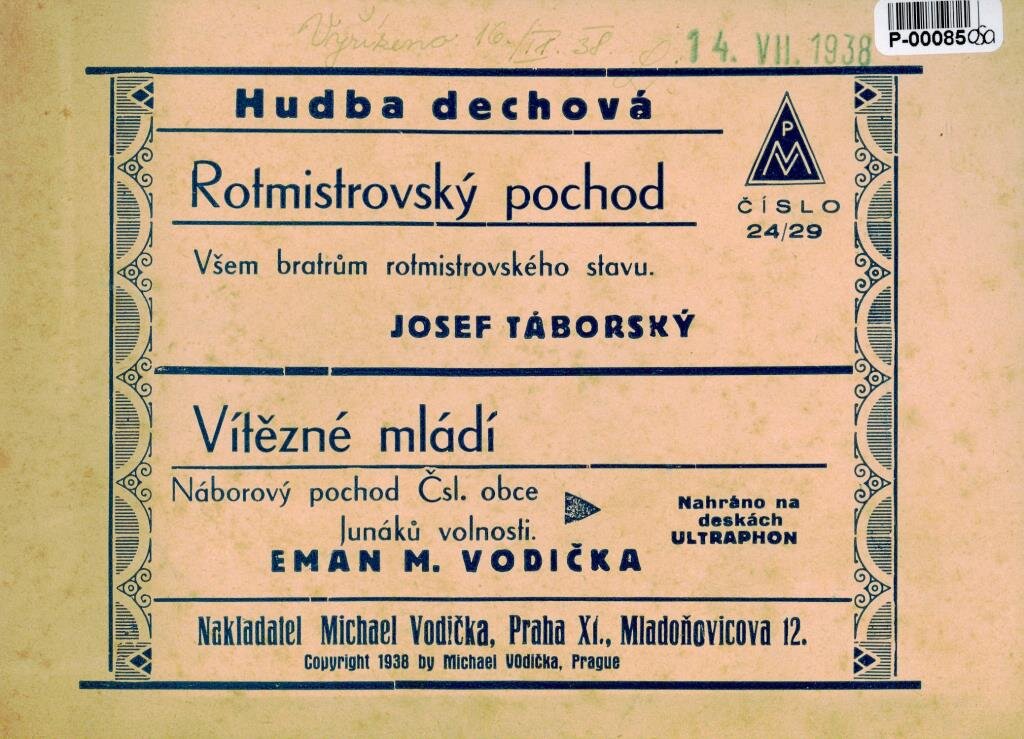 Vyřízeno 16./IX. 38.
14. VII. 1938
P-00085
Hudba dechová
PMV
Rotmistrovský pochod
ČÍSLO
24/29
Všem bratrům rotmistrovského stavu.
JOSEF TÁBORSKÝ
Vítězné mládí
Náborový pochod Čsl. obce
Junáků volnosti.
Nahráno na
deskách
ULTRAPHON
EMAN M. VODIČKA
Nakladatel Michael Vodička, Praha XI., Mladoňovicova 12.
Copyright 1938 by Michael Vodička, Prague